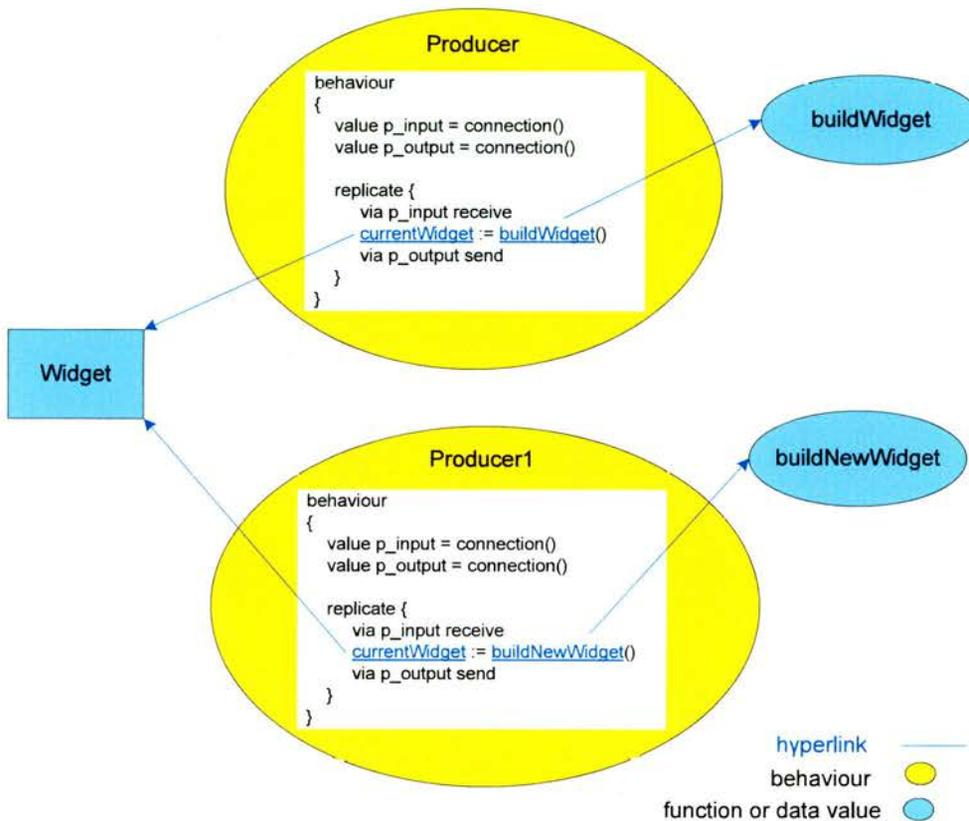 Producer
behaviour
{
value p_input = connection()
value p_output = connection()
replicate {
via p_input receive
currentWidget := buildWidget()
via p_output send
}
}
buildWidget
Widget
Producer1
behaviour
{
value p_input = connection()
value p_output = connection()
replicate {
via p_input receive
currentWidget := buildNewWidget()
via p_output send
}
}
buildNewWidget
hyperlink
behaviour
function or data value